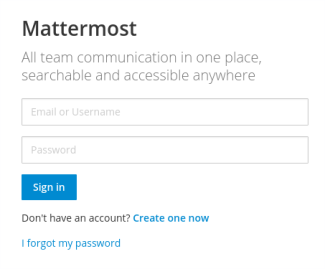 Mattermost
All team communication in one place,
searchable and accessible anywhere
Email or Username
Password
Sign in
Don't have an account? Create one now
I forgot my password